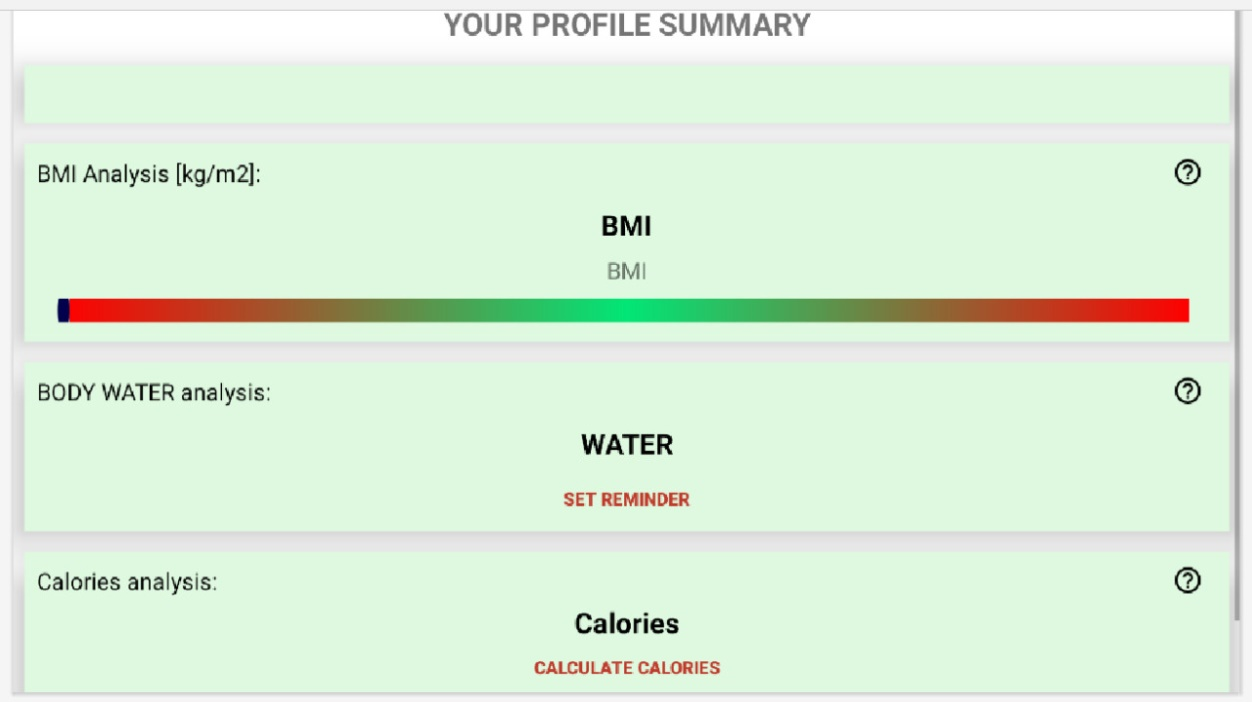 YOUR PROFILE SUMMARY
BMI Analysis [kg/m2]:
BMI
BMI
BODY WATER analysis:
WATER
SET REMINDER
Calories analysis:
Calories
CALCULATE CALORIES